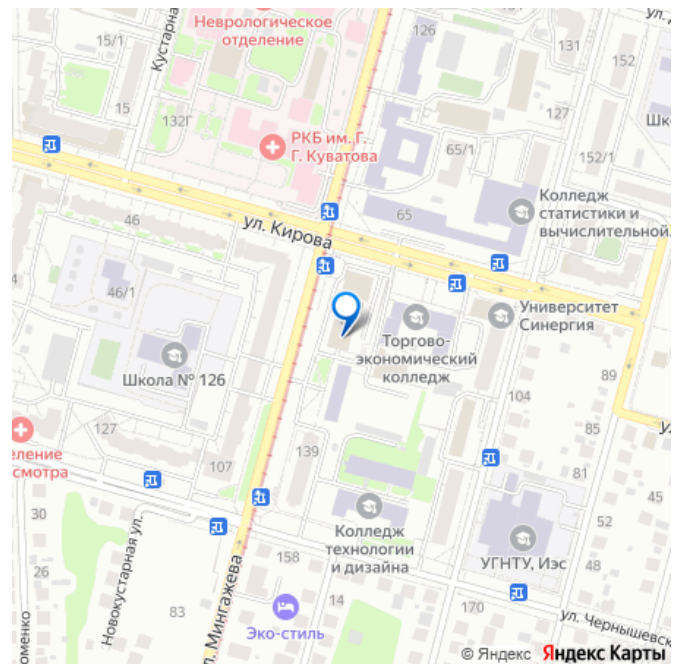 Неврологическое
отделение
126
ул.
131
152
15/1
Кустарная
15
132Г
127
Шк
РКБ им. Г.
Г. Куватова
65/1
152/1
Колледж
статистики и
вычислительной
65
46
ул. Кирова
4
46/1
Университет
Синергия
Торгово-
экономический
колледж
Школа № 126
89
104
127
еление
смотра
107
139
85
45
81
30
52
Колледж
технологии
и дизайна
УГНТУ, Иэс
Новокустарная ул.
158
48
26
14
83
170
Эко-стиль
ул. Чернышевск
оменко
л. Мингажева
© Яндекс Яндекс Карты